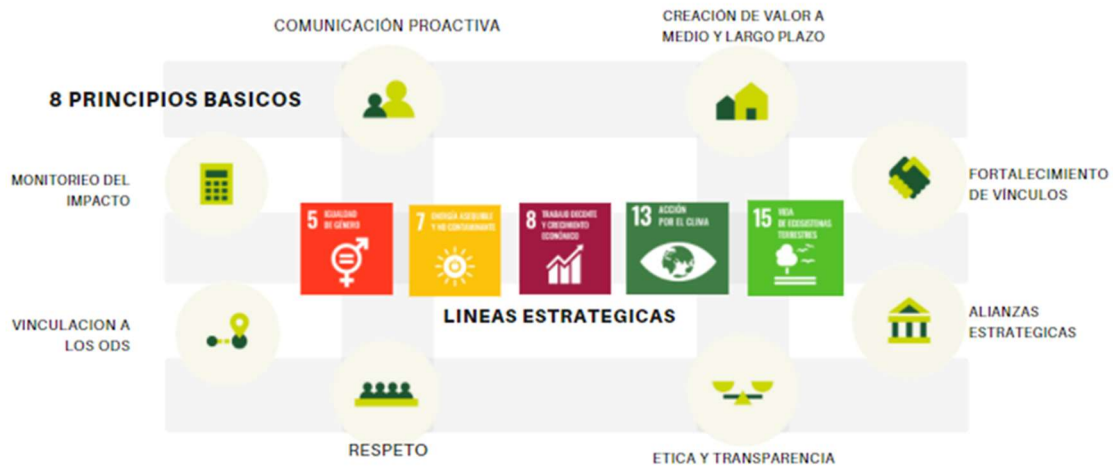 COMUNICACIÓN PROACTIVA
CREACIÓN DE VALOR A
MEDIO Y LARGO PLAZO
8 PRINCIPIOS BASICOS
MONITORIEO DEL
IMPACTO
FORTALECIMIENTO
DE VÍNCULOS
5 IGUALDAD
DE GÉNERO
7 ENERGÍA ASEQUIBLE
Y NO CONTAMINANTE
8 TRABAJO DECENTE
Y CRECIMIENTO
ECONÓMICO
13 ACCIÓN
POR EL CLIMA
15 VIDA
DE ECOSISTEMAS
TERRESTRES
LINEAS ESTRATEGICAS
VINCULACION A
LOS ODS
ALIANZAS
ESTRATEGICAS
RESPETO
ETICA Y TRANSPARENCIA